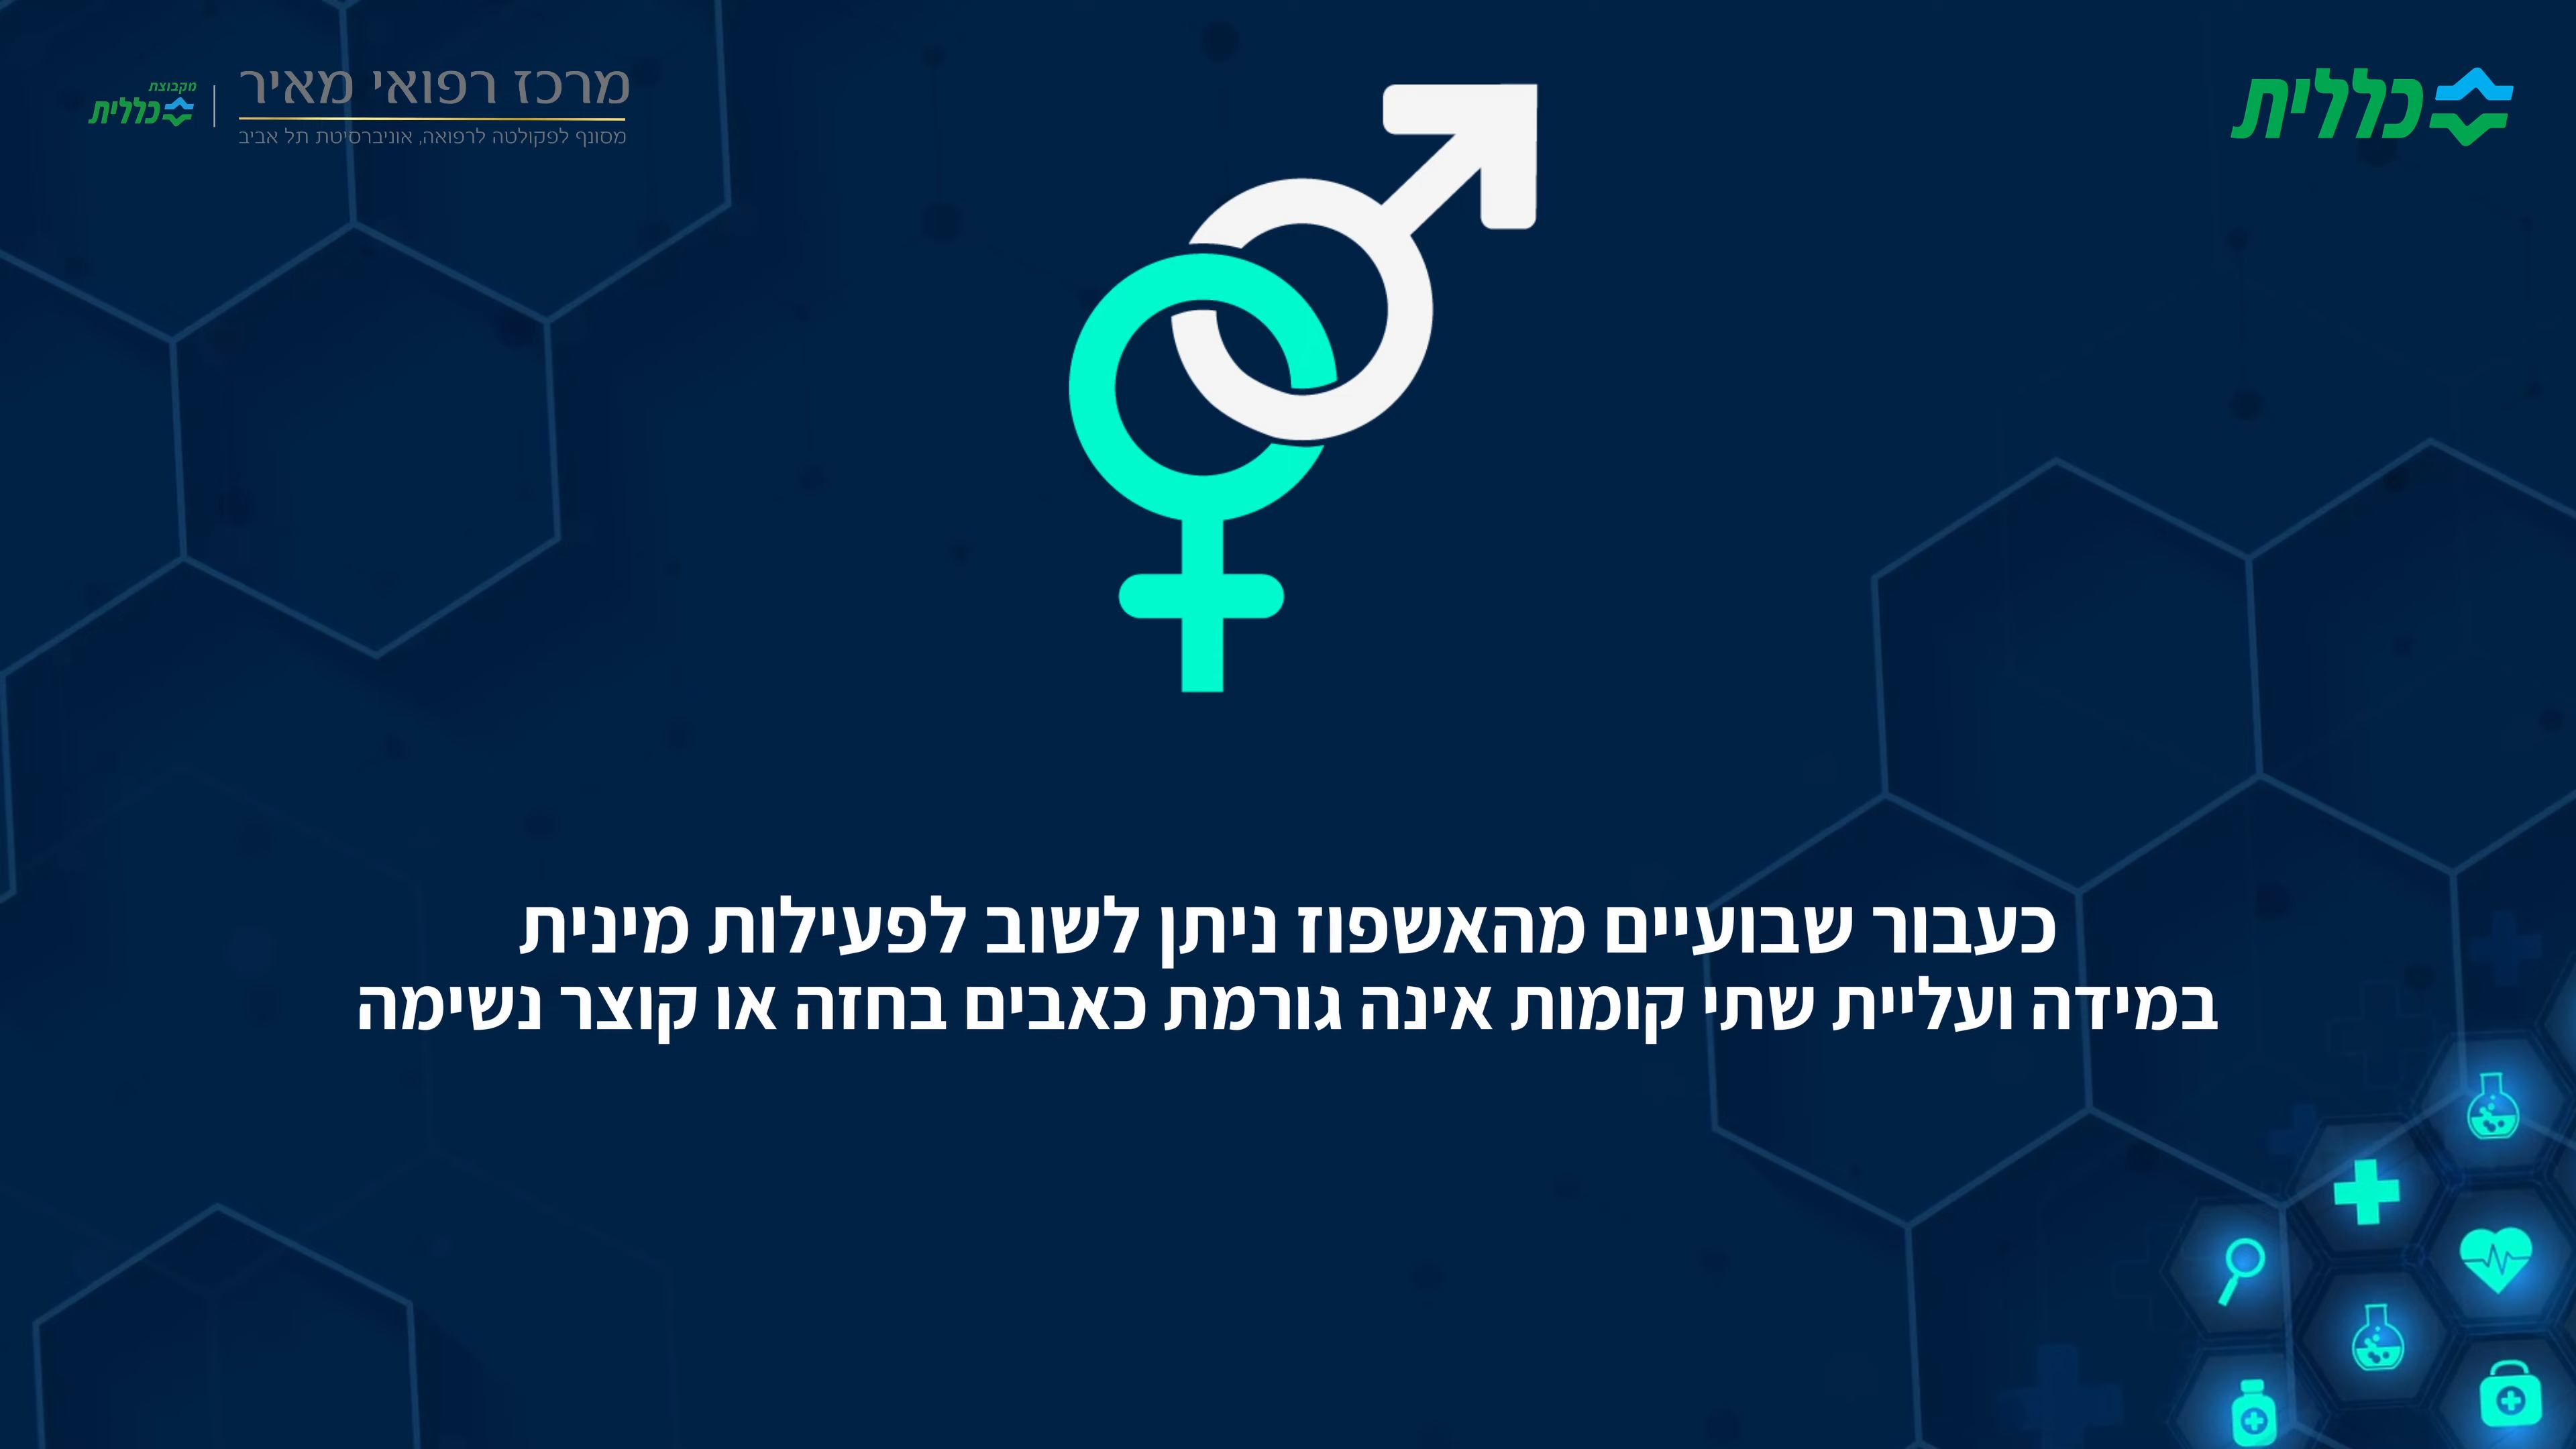 כללית
מרכז רפואי מאיר
מסונף לפקולטה לרפואה, אוניברסיטת תל אביב
מקבוצת
כללית
כעבור שבועיים מהאשפוז ניתן לשוב לפעילות מינית
במידה ועליית שתי קומות אינה גורמת כאבים בחזה או קוצר נשימה